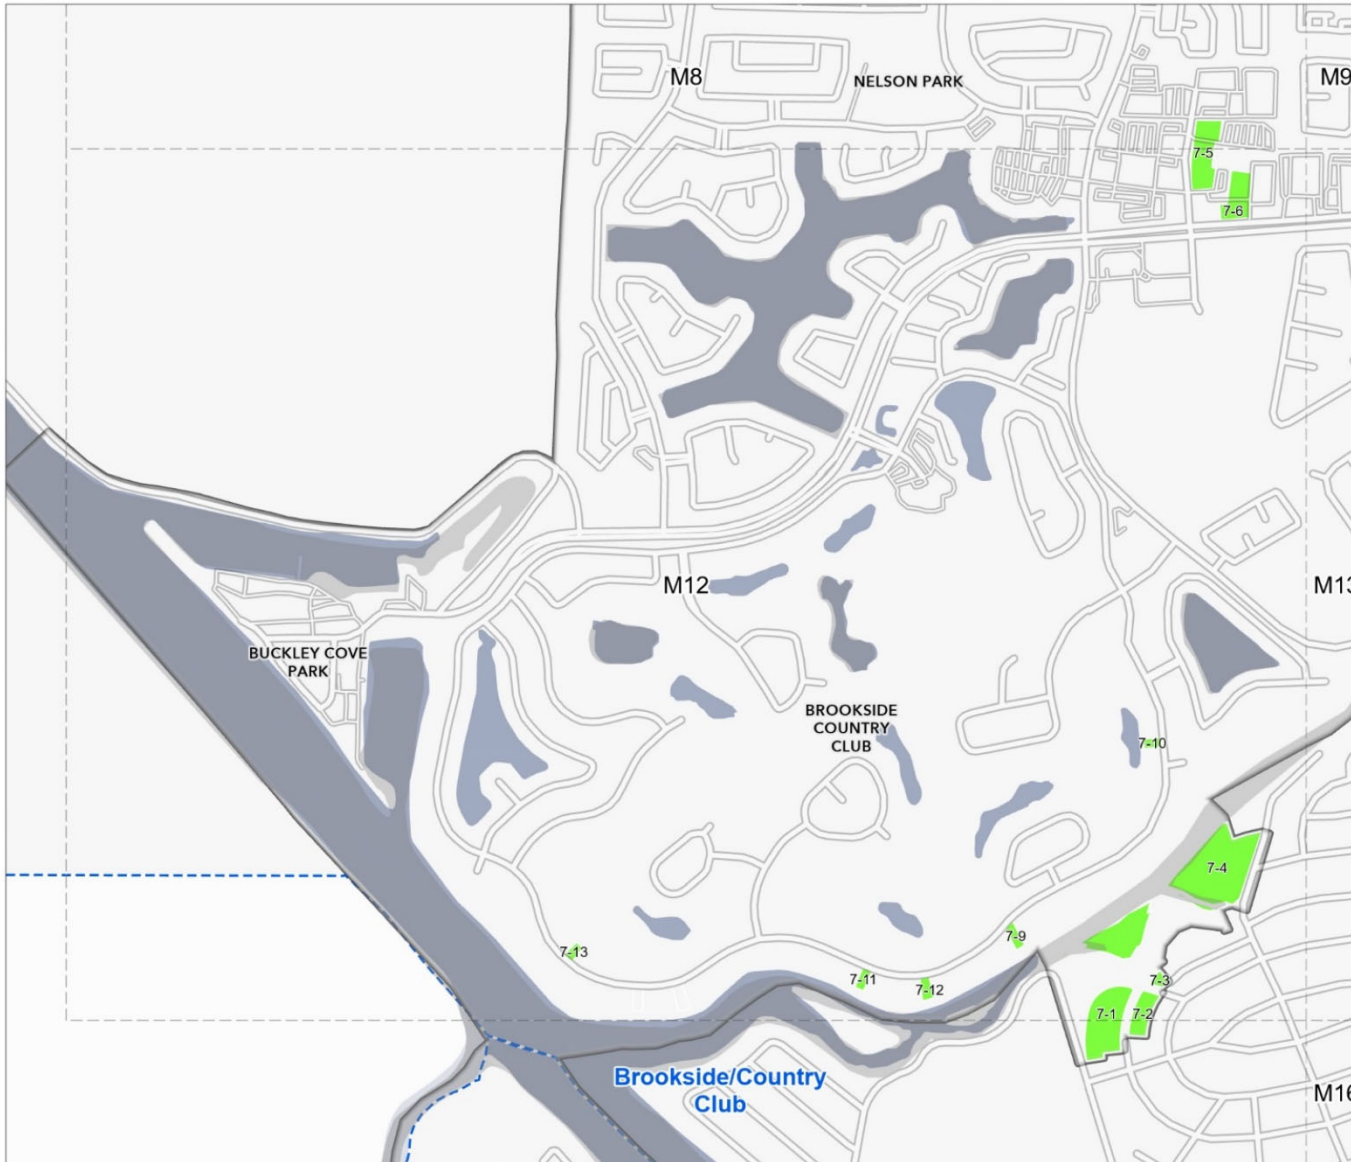 M8
NELSON PARK
M9
7-5
7-6
M12
M13
BUCKLEY COVE
PARK
BROOKSIDE
COUNTRY
CLUB
7-10
7-4
7-9
7-13
7-11
7-12
7-3
7-1
7-2
Brookside/Country
Club
M16